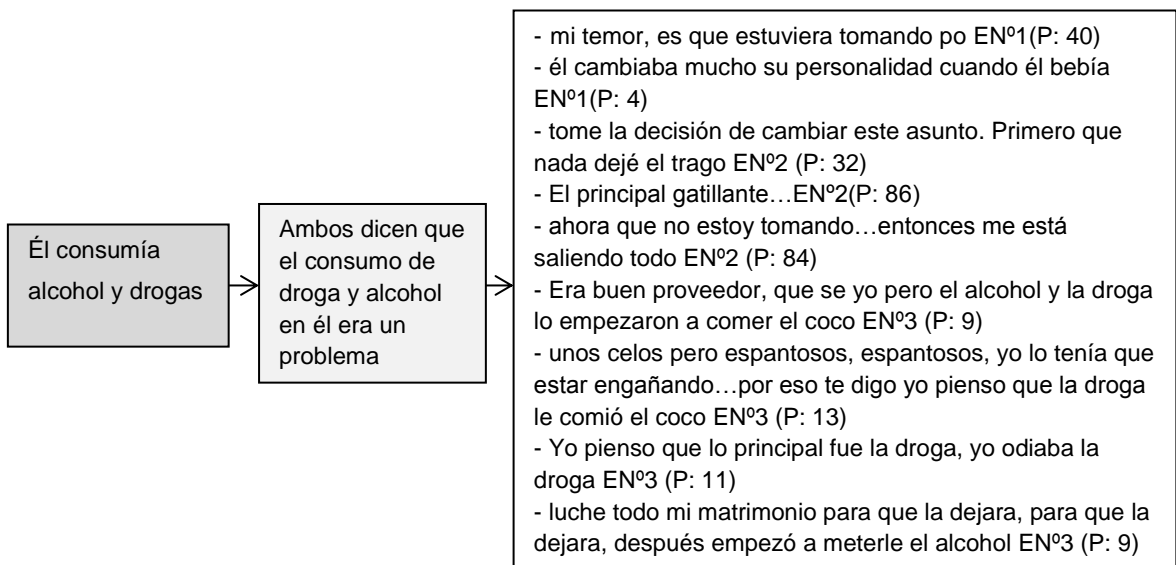 Él consumía
alcohol y drogas
Ambos dicen que
el consumo de
droga y alcohol
en él era un
problema
- mi temor, es que estuviera tomando po ENº1(P: 40)
- él cambiaba mucho su personalidad cuando él bebía
ENº1(P: 4)
- tome la decisión de cambiar este asunto. Primero que
nada dejé el trago ENº2 (P: 32)
- El principal gatillante…ENº2(P: 86)
- ahora que no estoy tomando…entonces me está
saliendo todo ENº2 (P: 84)
- Era buen proveedor, que se yo pero el alcohol y la droga
lo empezaron a comer el coco ENº3 (P: 9)
- unos celos pero espantosos, espantosos, yo lo tenía que
estar engañando…por eso te digo yo pienso que la droga
le comió el coco ENº3 (P: 13)
- Yo pienso que lo principal fue la droga, yo odiaba la
droga ENº3 (P: 11)
- luche todo mi matrimonio para que la dejara, para que la
dejara, después empezó a meterle el alcohol ENº3 (P: 9)